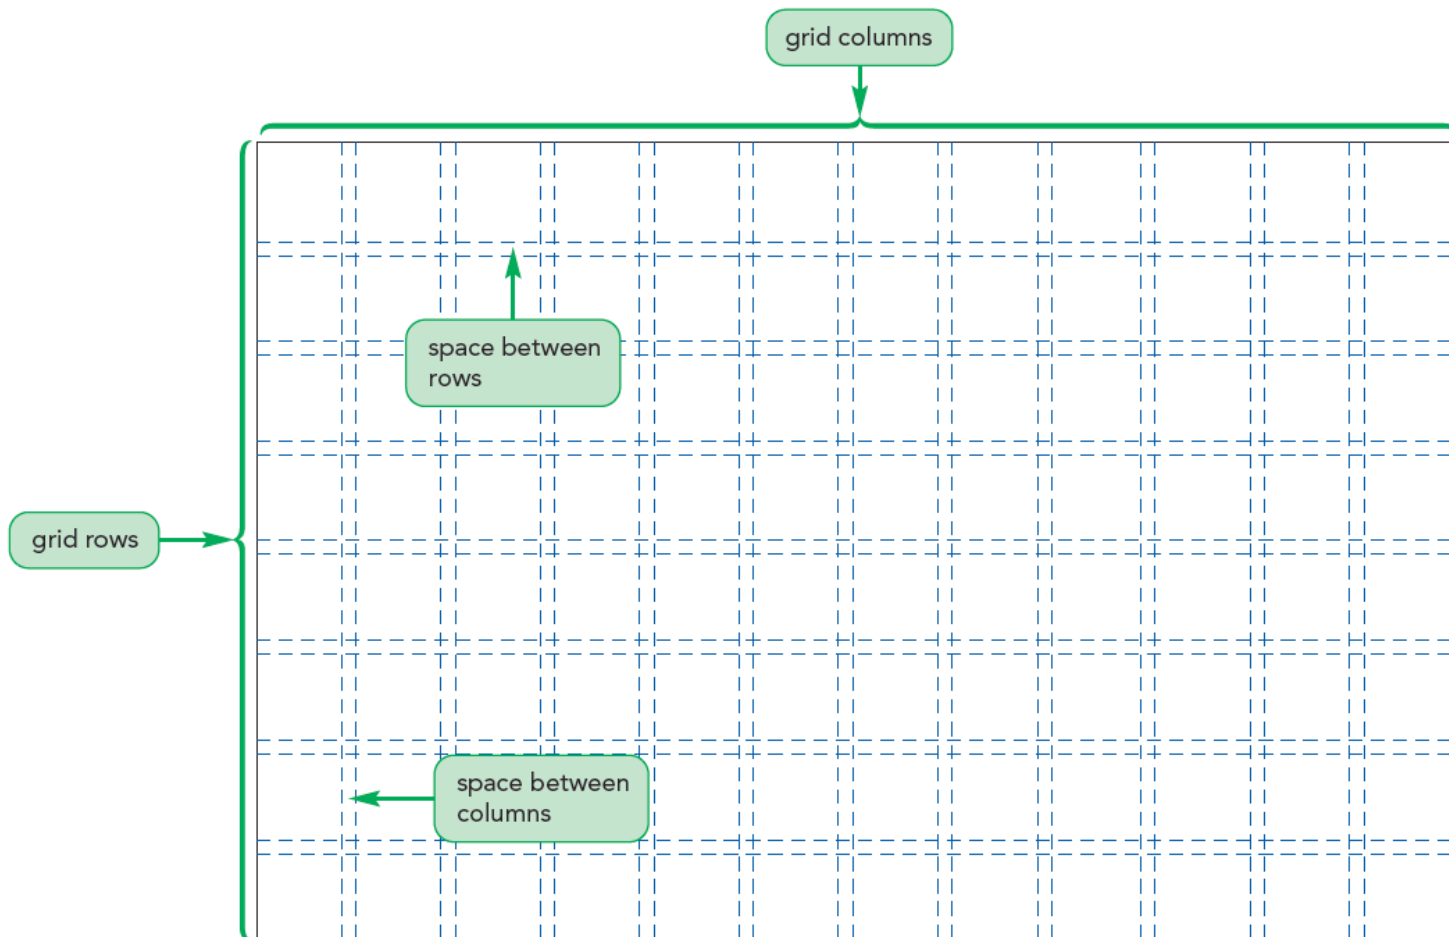 grid columns
space between
rows
grid rows
space between
columns